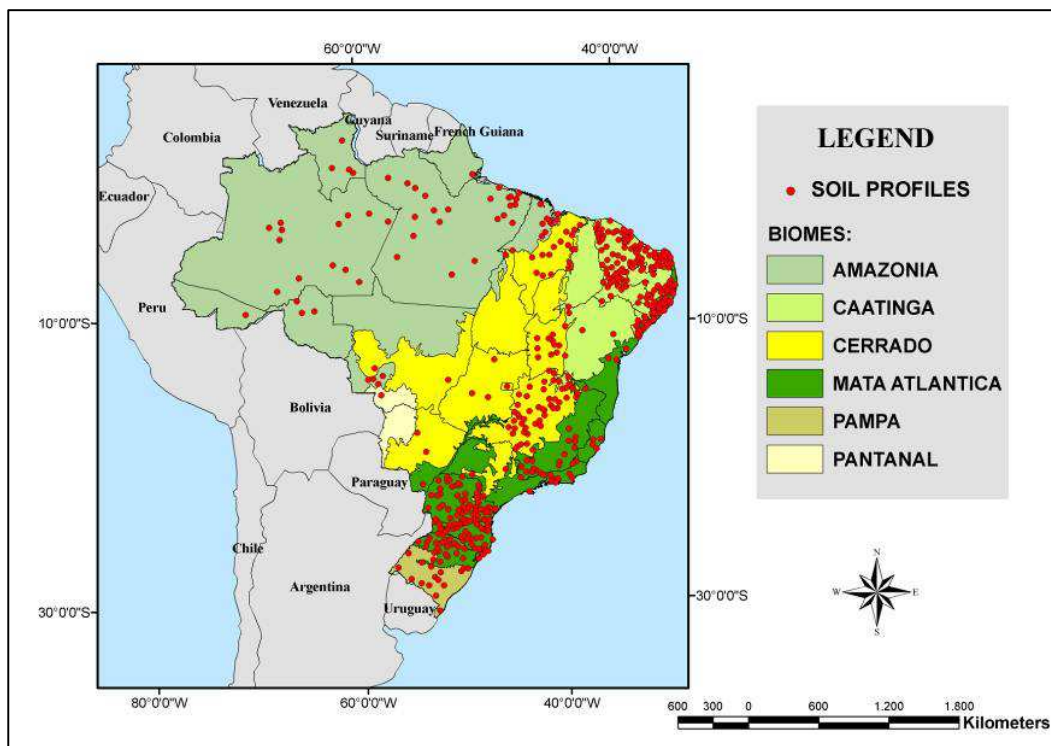 60°0'0"W 40°0'0"W
Venezuela
Guyana
Colombia
Suriname
French Guiana
Ecuador
Peru
10°0'0"S 10°0'0"S
Bolivia
Paraguay
Chile
Argentina
Uruguay
30°0'0"S 30°0'0"S
80°0'0"W 60°0'0"W 40°0'0"W
LEGEND
SOIL PROFILES
BIOMES:
AMAZONIA
CAATINGA
CERRADO
MATA ATLANTICA
PAMPA
PANTANAL
N
W E
S
600 300 0 600 1.200 1.800
Kilometers